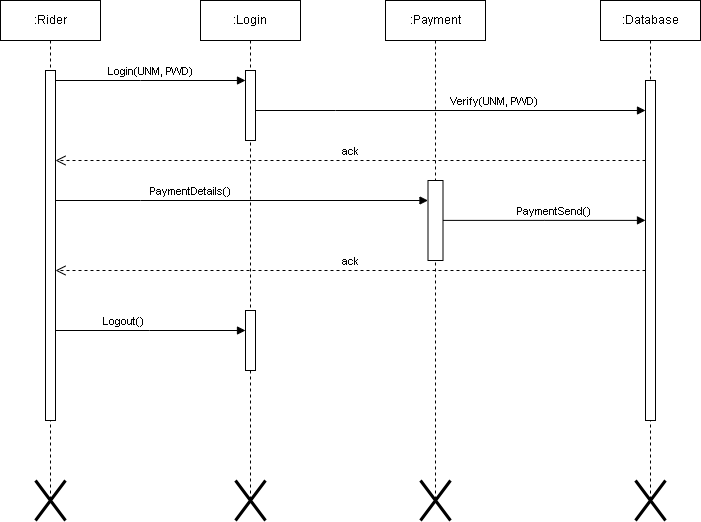 :Rider
:Login
:Payment
:Database
Login(UNM, PWD)
Verify(UNM, PWD)
ack
PaymentDetails()
PaymentSend()
ack
Logout()